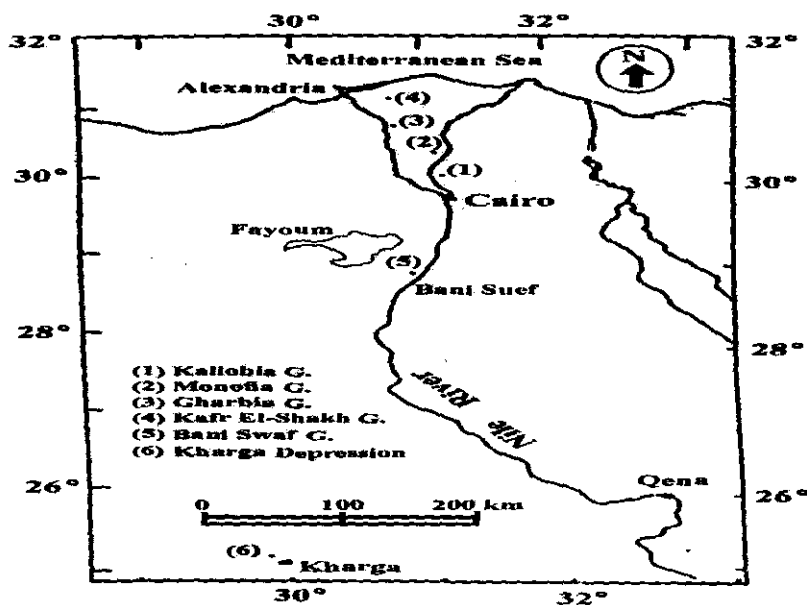 30° 32°
32° 32°
Mediterranean Sea
N
Alexandria
(4)
(3)
(2)
(1)
30° 30°
Cairo
Fayoum
(5)
Bani Suef
28° 28°
(1) Kaliobia G.
(2) Monofia G.
(3) Gharbia G.
(4) Kafr El-Shakh G.
(5) Bani Swaf G.
(6) Kharga Depression
Nile River
Qena
26° 26°
0 100 200 km
(6)
Kharga
30° 32°